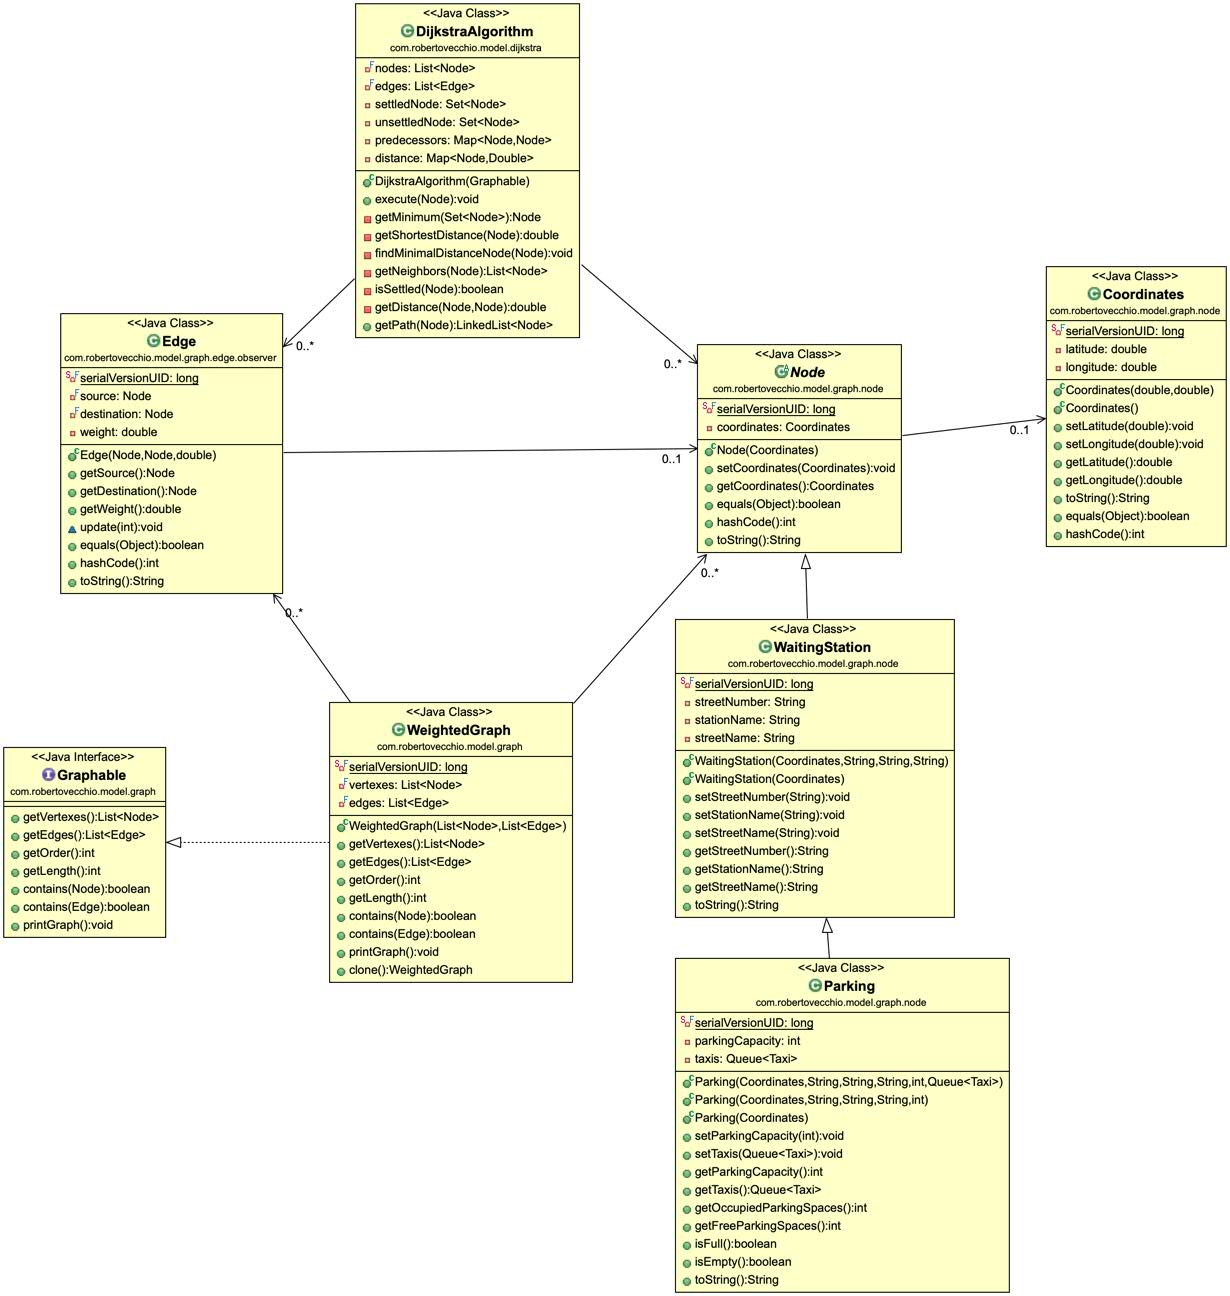 <<Java Class>>
DijkstraAlgorithm
com.robertovecchio.model.dijkstra
nodes: List<Node>
edges: List<Edge>
settledNode: Set<Node>
unsettledNode: Set<Node>
predecessors: Map<Node,Node>
distance: Map<Node,Double>
DijkstraAlgorithm(Graphable)
execute(Node):void
getMinimum(Set<Node>):Node
getShortestDistance(Node):double
findMinimalDistanceNode(Node):void
getNeighbors(Node):List<Node>
isSettled(Node):boolean
getDistance(Node,Node):double
getPath(Node):LinkedList<Node>
0..*
0..*
<<Java Class>>
Edge
com.robertovecchio.model.graph.edge.observer
serialVersionUID: long
source: Node
destination: Node
weight: double
Edge(Node,Node,double)
getSource():Node
getDestination():Node
getWeight():double
update(int):void
equals(Object):boolean
hashCode():int
toString():String
0..1
0..*
<<Java Class>>
Node
com.robertovecchio.model.graph.node
serialVersionUID: long
coordinates: Coordinates
Node(Coordinates)
setCoordinates(Coordinates):void
getCoordinates():Coordinates
equals(Object):boolean
hashCode():int
toString():String
0..1
0..*
<<Java Class>>
Coordinates
com.robertovecchio.model.graph.node
serialVersionUID: long
latitude: double
longitude: double
Coordinates(double,double)
Coordinates()
setLatitude(double):void
setLongitude(double):void
getLatitude():double
getLongitude():double
toString():String
equals(Object):boolean
hashCode():int
<<Java Class>>
WaitingStation
com.robertovecchio.model.graph.node
serialVersionUID: long
streetNumber: String
stationName: String
streetName: String
WaitingStation(Coordinates,String,String,String)
WaitingStation(Coordinates)
setStreetNumber(String):void
setStationName(String):void
setStreetName(String):void
getStreetNumber():String
getStationName():String
getStreetName():String
toString():String
<<Java Class>>
WeightedGraph
com.robertovecchio.model.graph
serialVersionUID: long
vertexes: List<Node>
edges: List<Edge>
WeightedGraph(List<Node>,List<Edge>)
getVertexes():List<Node>
getEdges():List<Edge>
getOrder():int
getLength():int
contains(Node):boolean
contains(Edge):boolean
printGraph():void
clone():WeightedGraph
<<Java Interface>>
Graphable
com.robertovecchio.model.graph
getVertexes():List<Node>
getEdges():List<Edge>
getOrder():int
getLength():int
contains(Node):boolean
contains(Edge):boolean
printGraph():void
<<Java Class>>
Parking
com.robertovecchio.model.graph.node
serialVersionUID: long
parkingCapacity: int
taxis: Queue<Taxi>
Parking(Coordinates,String,String,String,int,Queue<Taxi>)
Parking(Coordinates,String,String,String,int)
Parking(Coordinates)
setParkingCapacity(int):void
setTaxis(Queue<Taxi>):void
getParkingCapacity():int
getTaxis():Queue<Taxi>
getOccupiedParkingSpaces():int
getFreeParkingSpaces():int
isFull():boolean
isEmpty():boolean
toString():String